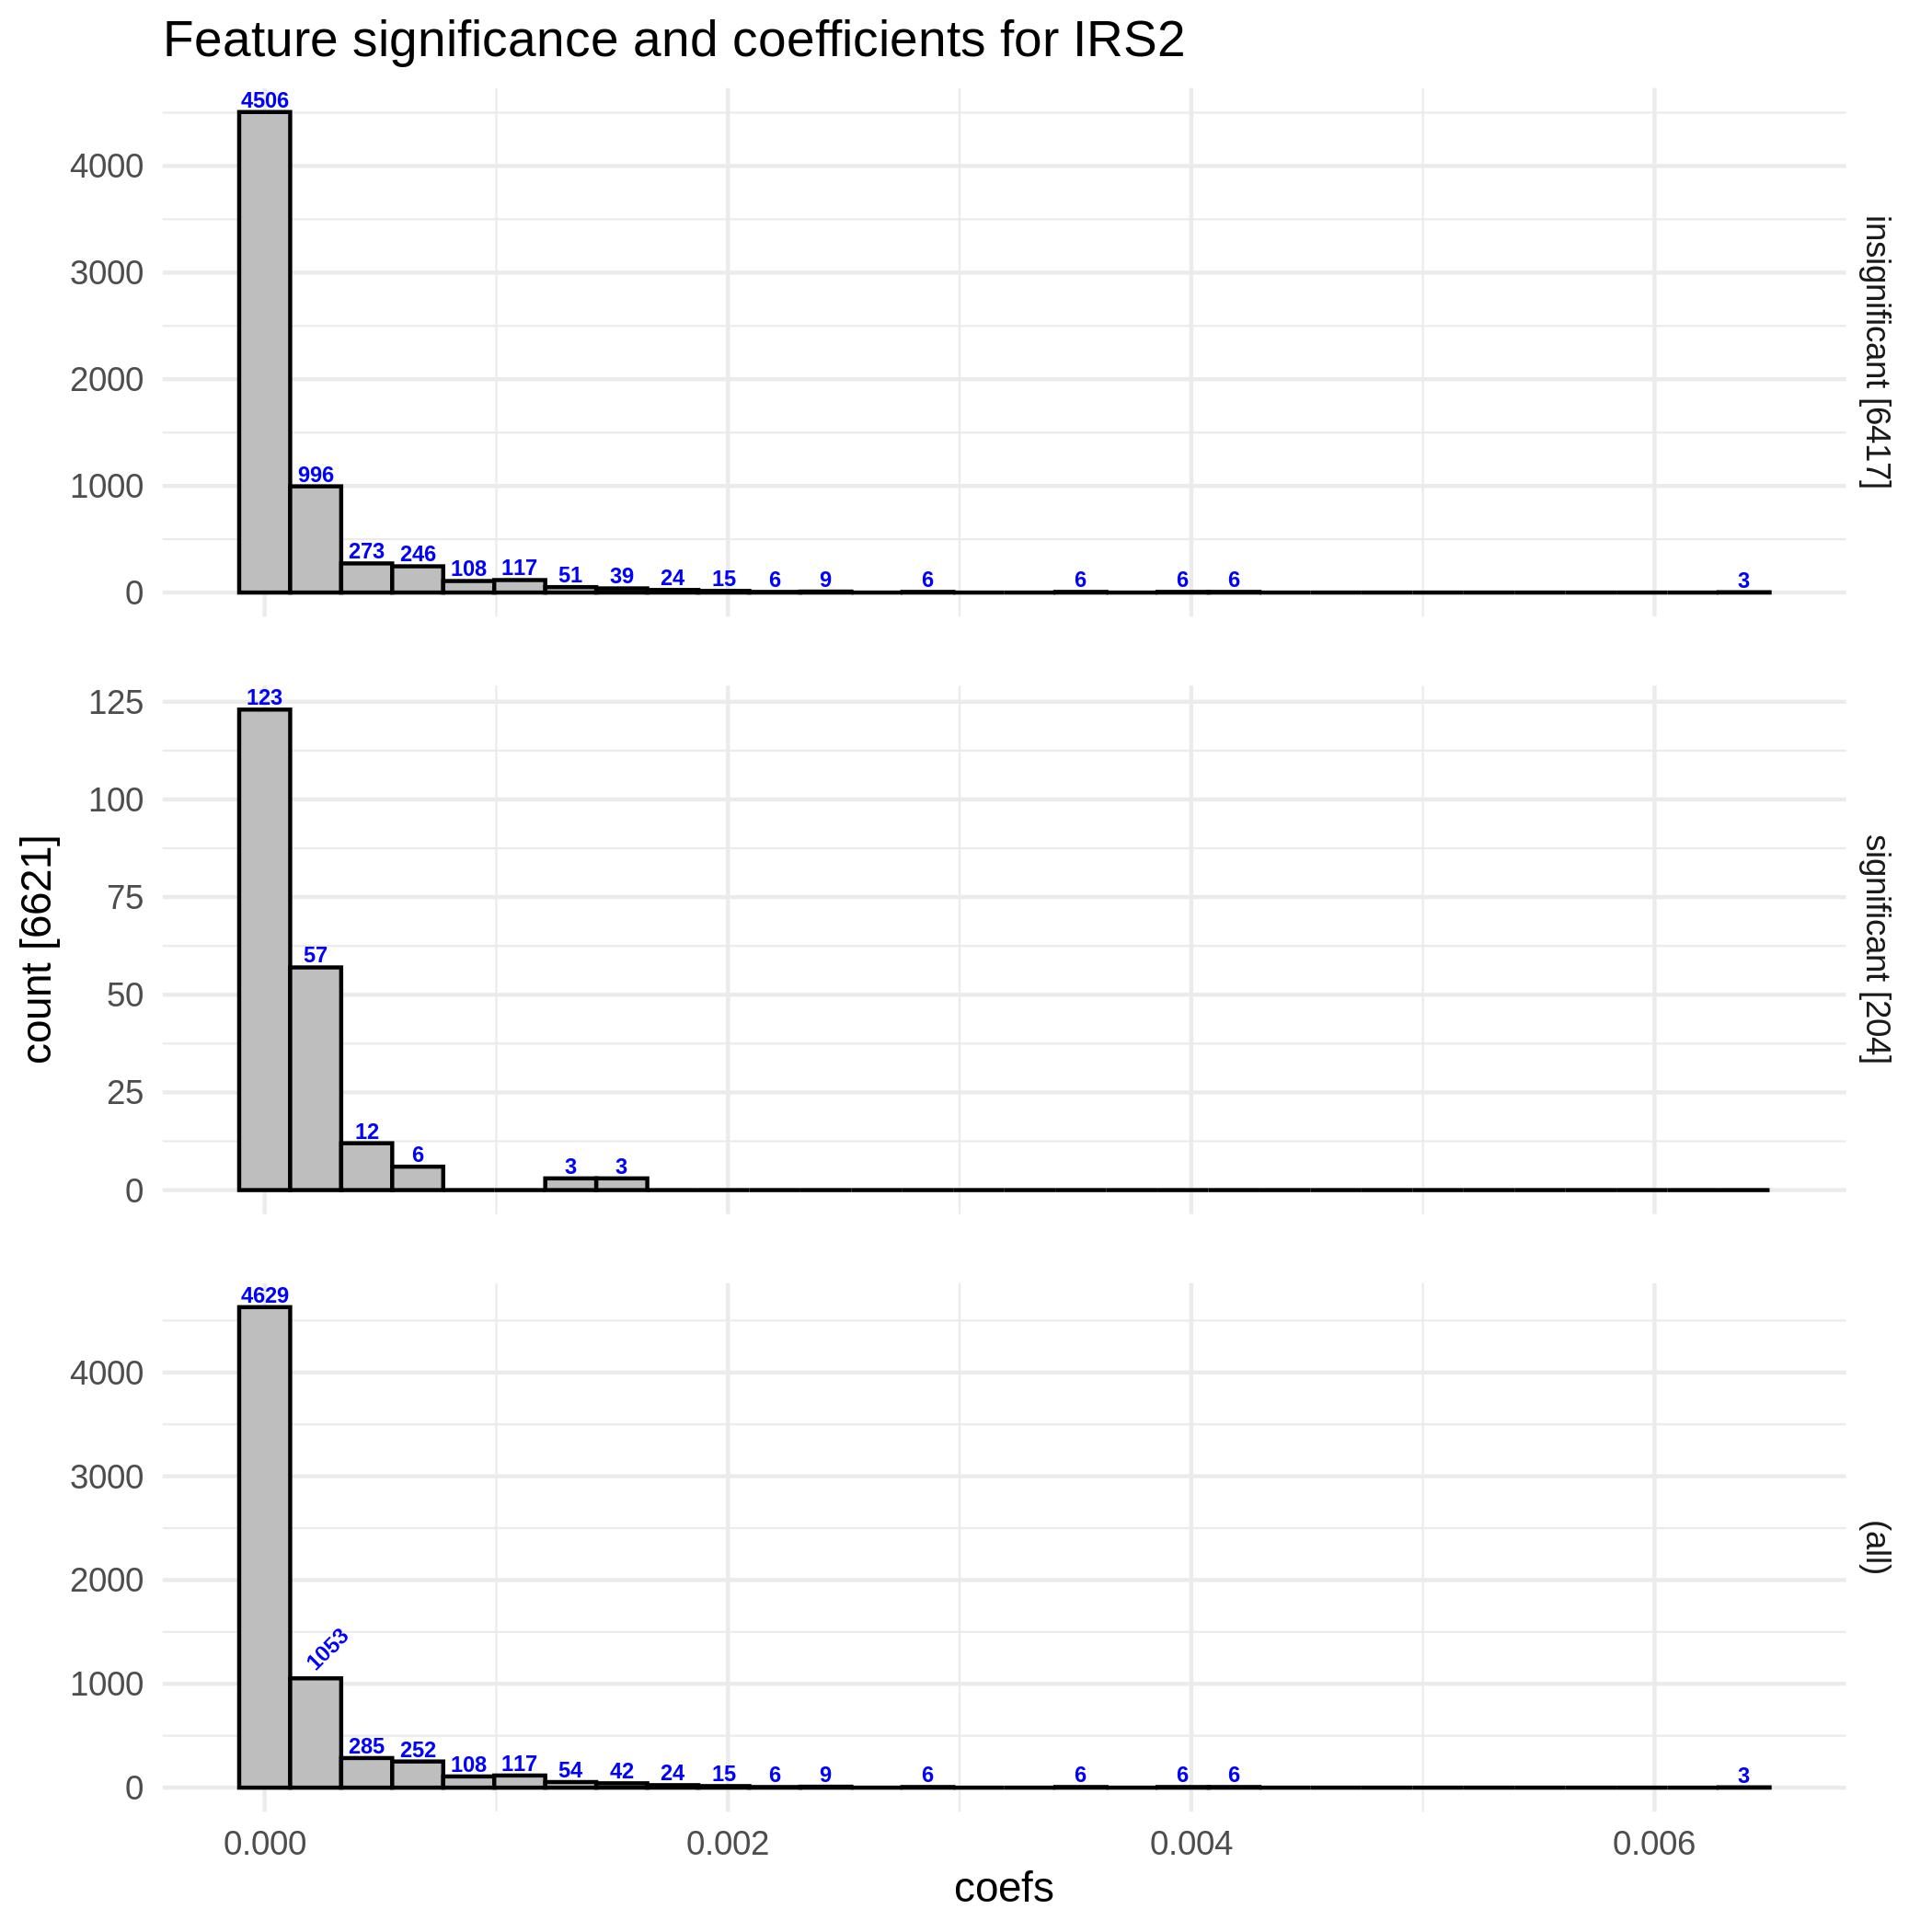 Feature significance and coefficients for IRS2
4506
4000
3000
2000
1000
0
996
273 246 108 117 51 39 24 15 6 9 6 6 6 6 3
insignificant [6417]
count [6621]
123
125
100
75
50
25
0
57
12
6
3 3
significant [204]
4629
4000
3000
2000
1000
0
1053
285 252 108 117 54 42 24 15 6 9 6 6 6 6 3
(all)
0.000 0.002 0.004 0.006
coefs